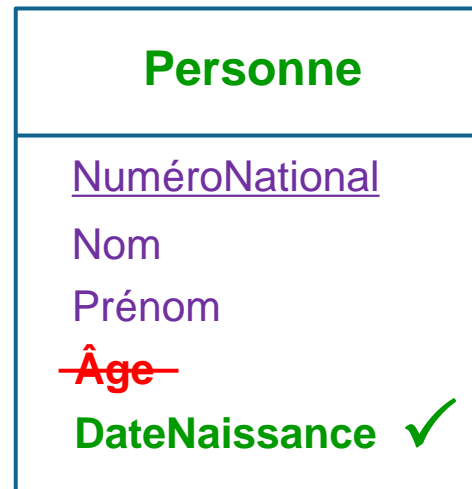 Personne
NuméroNational
Nom
Prénom
Âge
DateNaissance ✓